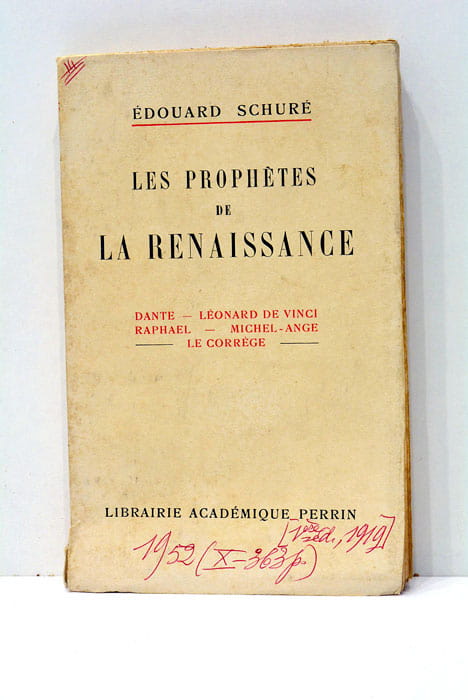 ÉDOUARD SCHURÉ
LES PROPHÈTES
DE
LA RENAISSANCE
DANTE — LÉONARD DE VINCI
RAPHAEL — MICHEL-ANGE
LE CORRÈGE
LIBRAIRIE ACADÉMIQUE PERRIN
[1ère éd., 1919]
1952 (X-363p.)